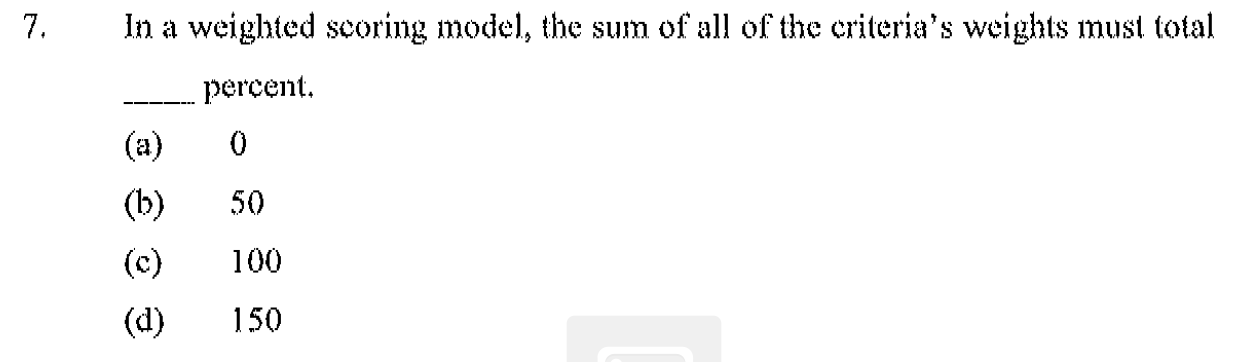 7. In a weighted scoring model, the sum of all of the criteria's weights must total
_____ percent.
(a) 0
(b) 50
(c) 100
(d) 150